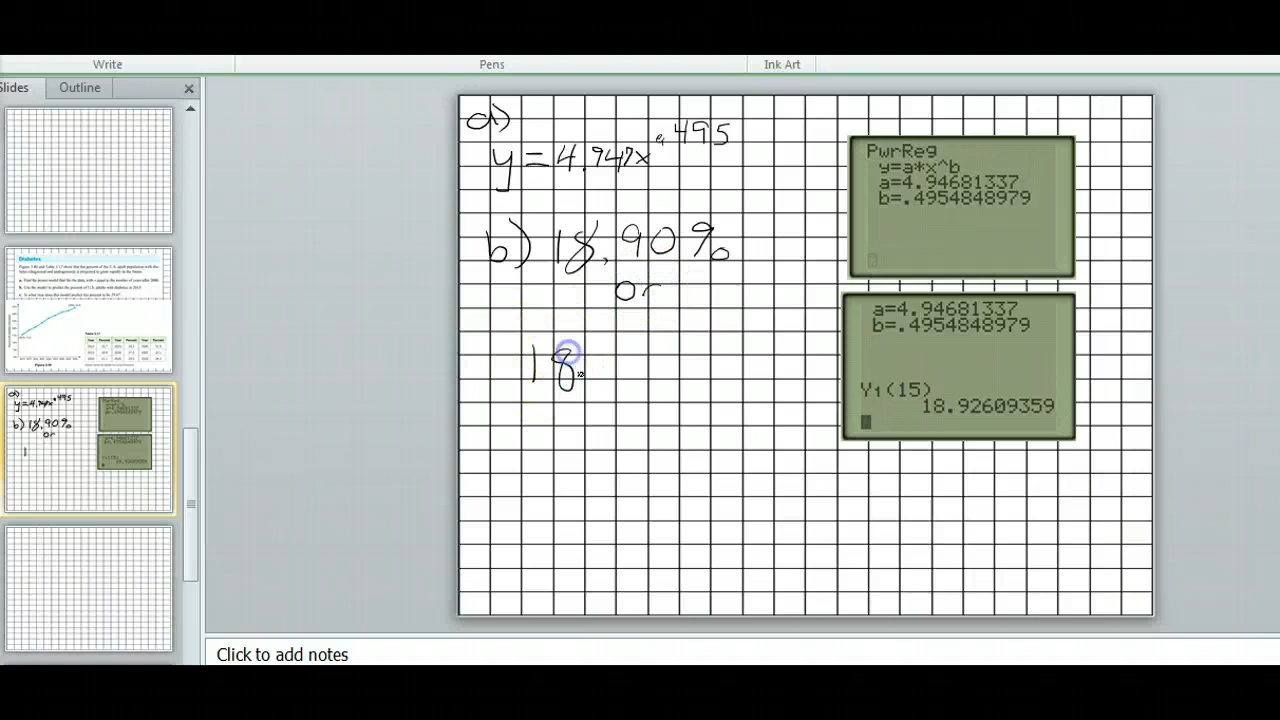 Write
Pens
Ink Art
Slides
Outline
Diabetes
a)
y = 4.947x^.495
b) 18.90%
or
18.
PwrReg
y=a*x^b
a=4.94681337
b=.4954848979
a=4.94681337
b=.4954848979
Y1(15)
18.92609359
Click to add notes